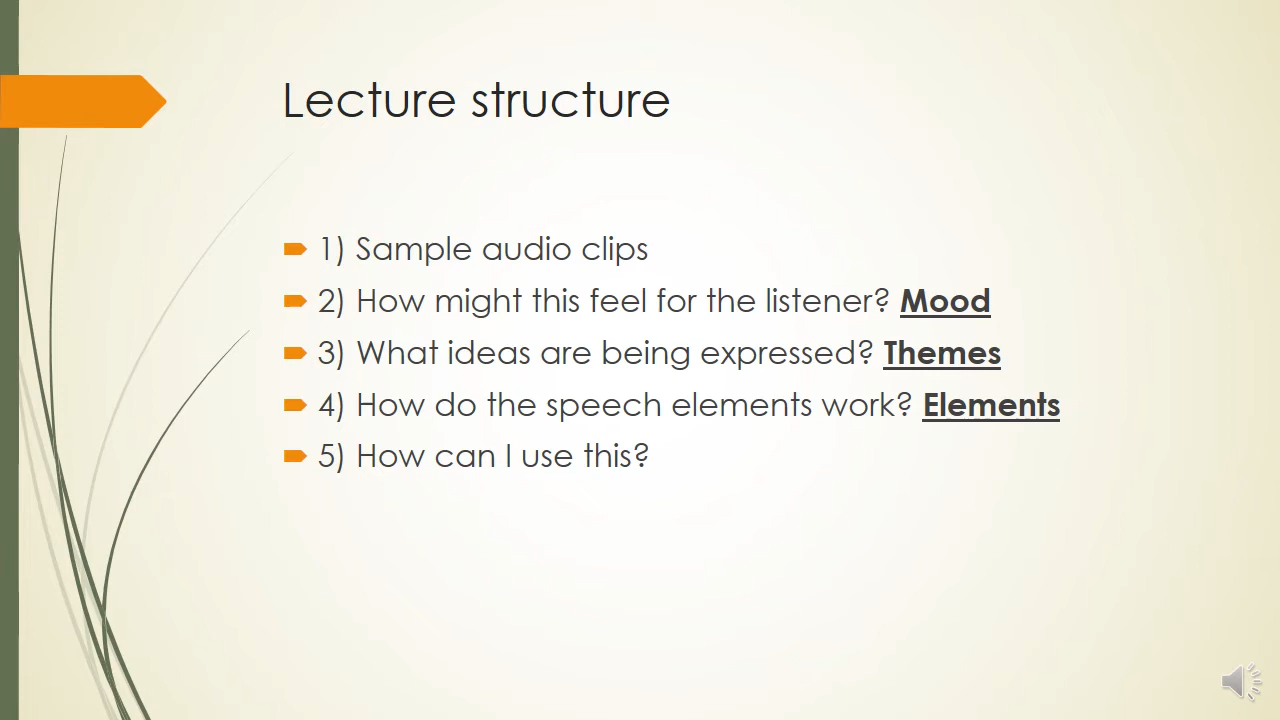 Lecture structure
1) Sample audio clips
2) How might this feel for the listener? Mood
3) What ideas are being expressed? Themes
4) How do the speech elements work? Elements
5) How can I use this?